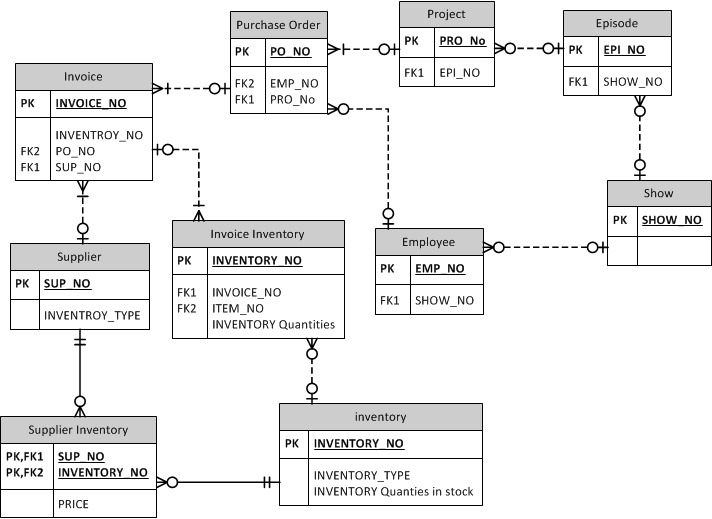 Project
PK PRO_No
FK1 EPI_NO
Purchase Order
PK PO_NO
FK2 EMP_NO
FK1 PRO_No
Episode
PK EPI_NO
FK1 SHOW_NO
Invoice
PK INVOICE_NO
INVENTROY_NO
FK2 PO_NO
FK1 SUP_NO
Show
PK SHOW_NO
Invoice Inventory
PK INVENTORY_NO
FK1 INVOICE_NO
FK2 ITEM_NO
INVENTORY Quantities
Employee
PK EMP_NO
FK1 SHOW_NO
Supplier
PK SUP_NO
INVENTROY_TYPE
Supplier Inventory
PK,FK1 SUP_NO
PK,FK2 INVENTORY_NO
PRICE
inventory
PK INVENTORY_NO
INVENTORY_TYPE
INVENTORY Quanties in stock